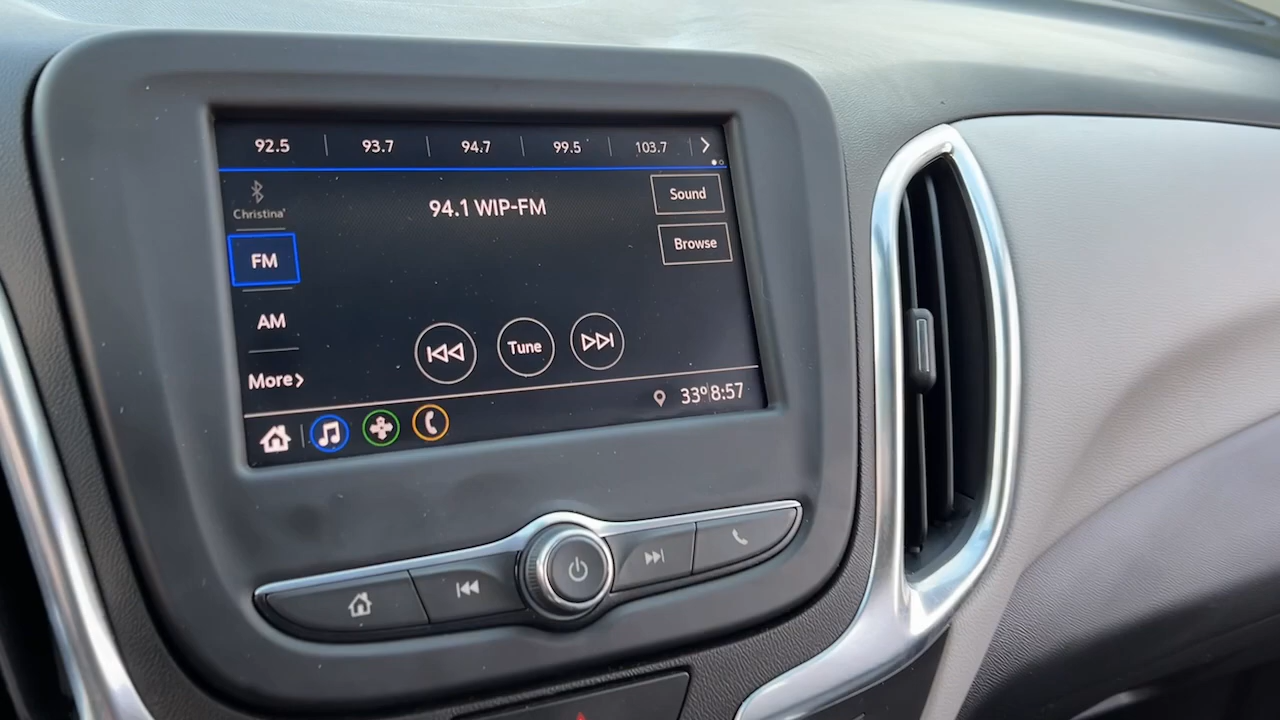 92.5 93.7 94.7 99.5 103.7
Christina'
94.1 WIP-FM
Sound
Browse
FM
AM
Tune
More
33° 8:57